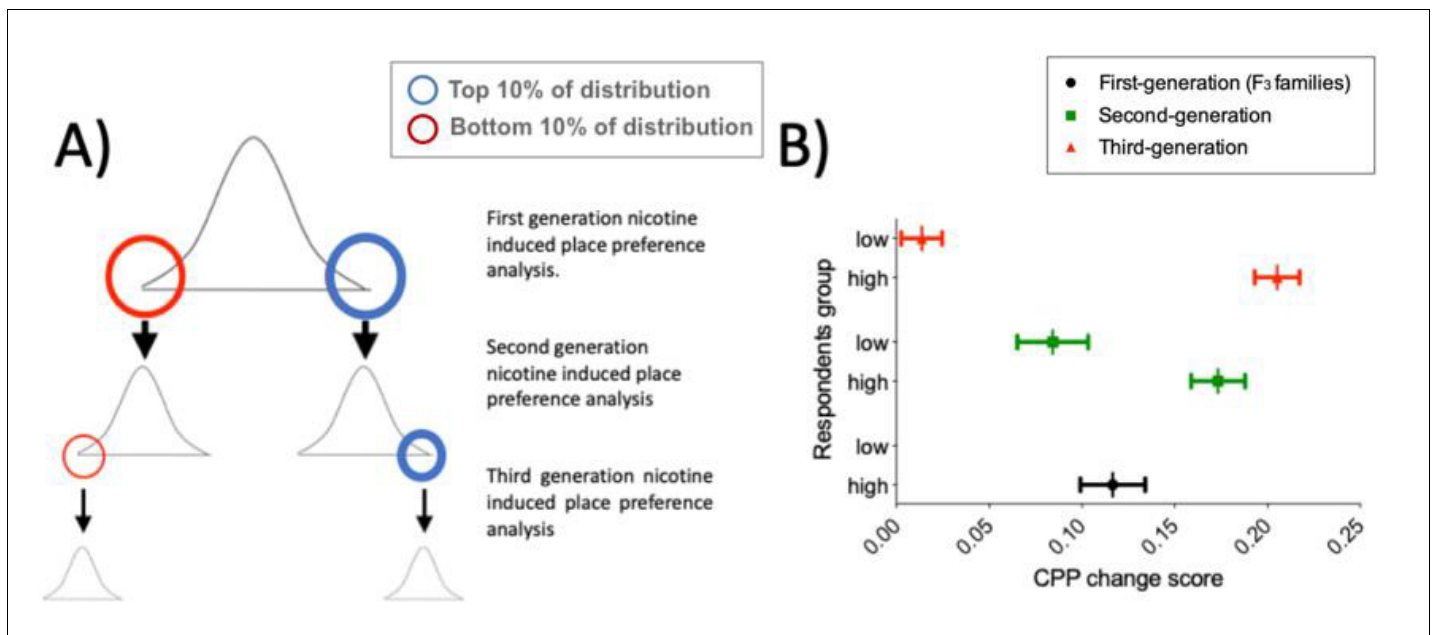 A)
Top 10% of distribution
Bottom 10% of distribution
First generation nicotine
induced place preference
analysis.
Second generation
nicotine induced place
preference analysis
Third generation nicotine
induced place preference
analysis
B)
First-generation (F3 families)
Second-generation
Third-generation
Respondents group
low
high
low
high
low
high
0.00
0.05
0.10
0.15
0.20
0.25
CPP change score